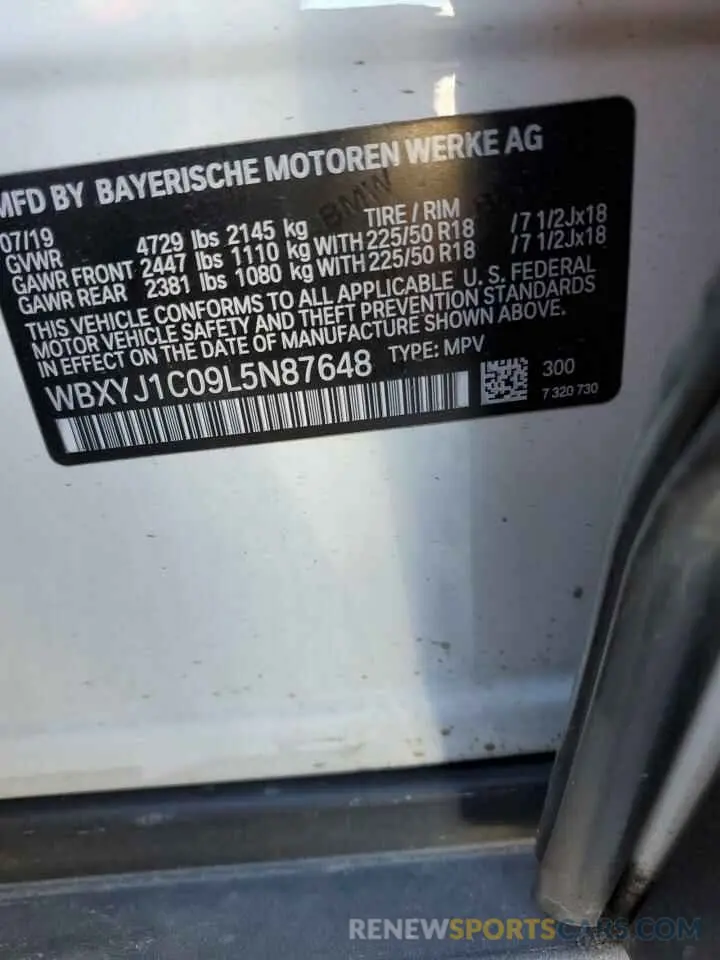 MFD BY BAYERISCHE MOTOREN WERKE AG
07/19 TIRE / RIM
GVWR 4729 lbs 2145 kg
GAWR FRONT 2447 lbs 1110 kg WITH 225/50 R18 /7 1/2Jx18
GAWR REAR 2381 lbs 1080 kg WITH 225/50 R18 /7 1/2Jx18
THIS VEHICLE CONFORMS TO ALL APPLICABLE U. S. FEDERAL
MOTOR VEHICLE SAFETY AND THEFT PREVENTION STANDARDS
IN EFFECT ON THE DATE OF MANUFACTURE SHOWN ABOVE.
WBXYJ1C09L5N87648 TYPE: MPV
300
7 320 730
BMW
RENEWSPORTSCARS.COM